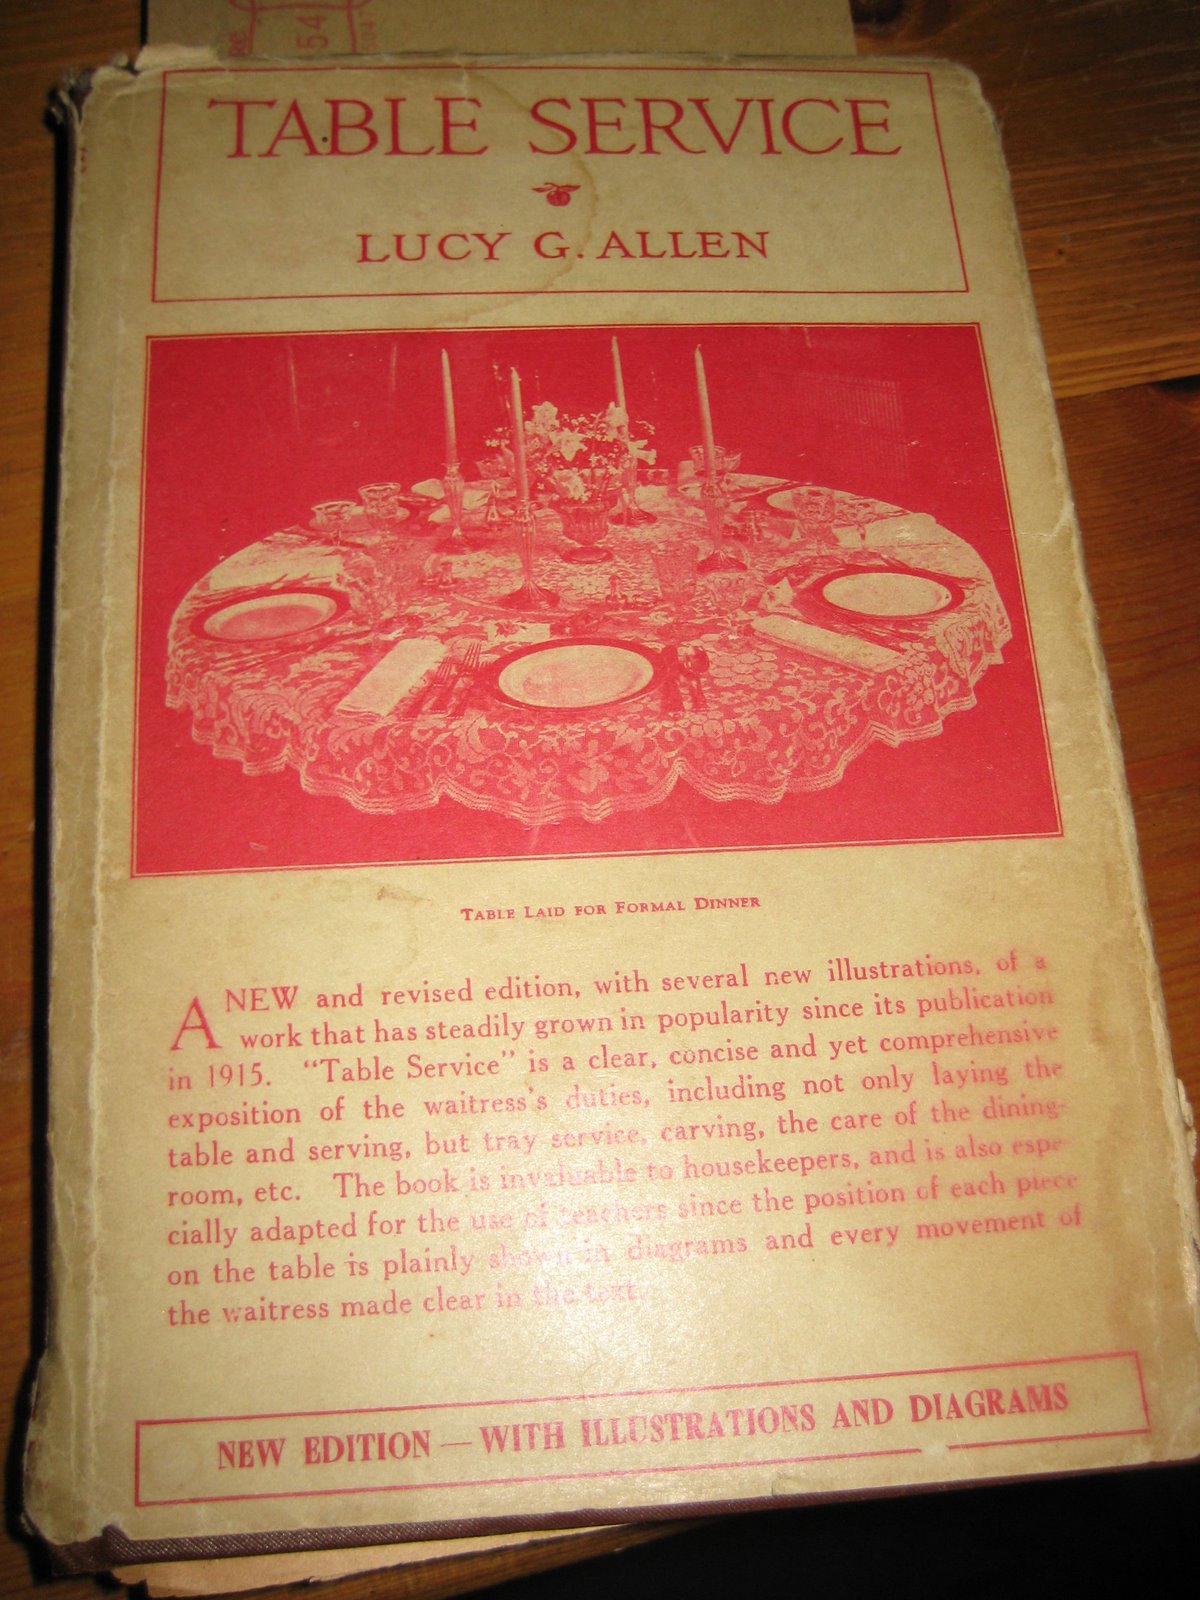 54
TABLE SERVICE
LUCY G. ALLEN
TABLE LAID FOR FORMAL DINNER
A NEW and revised edition, with several new illustrations, of a
work that has steadily grown in popularity since its publication
in 1915. "Table Service" is a clear, concise and yet comprehensive
exposition of the waitress's duties, including not only laying the
table and serving, but tray service, carving, the care of the dining-
room, etc. The book is invaluable to housekeepers, and is also espe-
cially adapted for the use of teachers since the position of each piece
on the table is plainly shown in diagrams and every movement of
the waitress made clear in the text.
NEW EDITION — WITH ILLUSTRATIONS AND DIAGRAMS